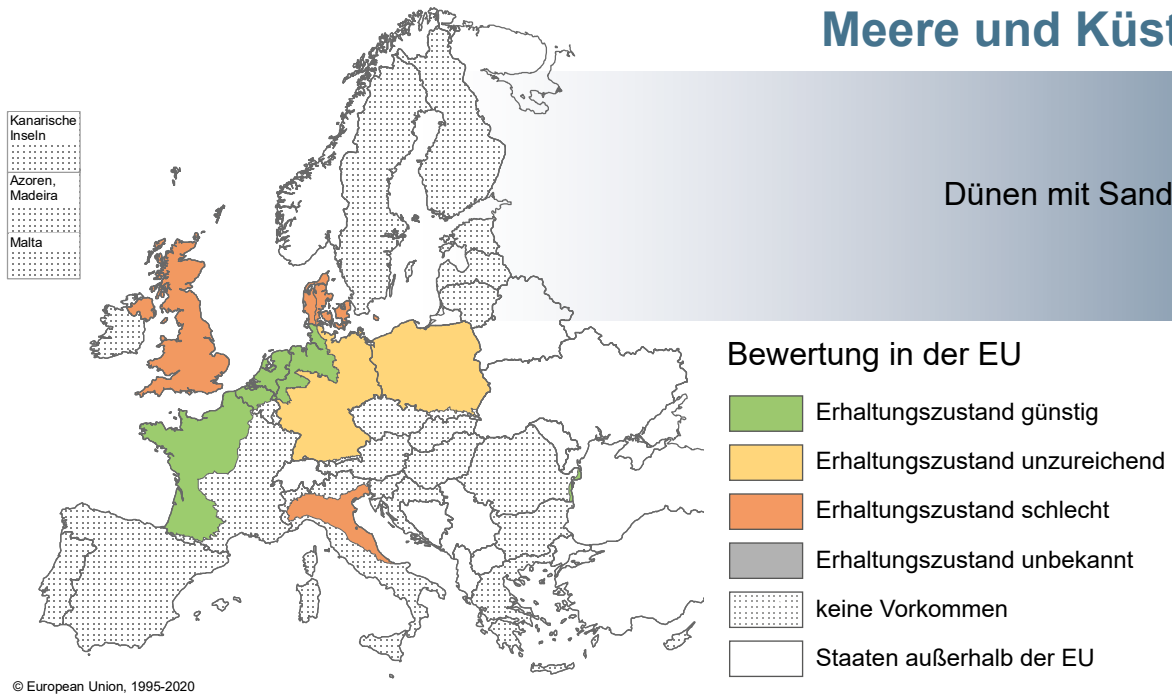 Meere und Küst
Kanarische
Inseln
Azoren,
Madeira
Malta
Dünen mit Sand
Bewertung in der EU
Erhaltungszustand günstig
Erhaltungszustand unzureichend
Erhaltungszustand schlecht
Erhaltungszustand unbekannt
keine Vorkommen
Staaten außerhalb der EU
© European Union, 1995-2020